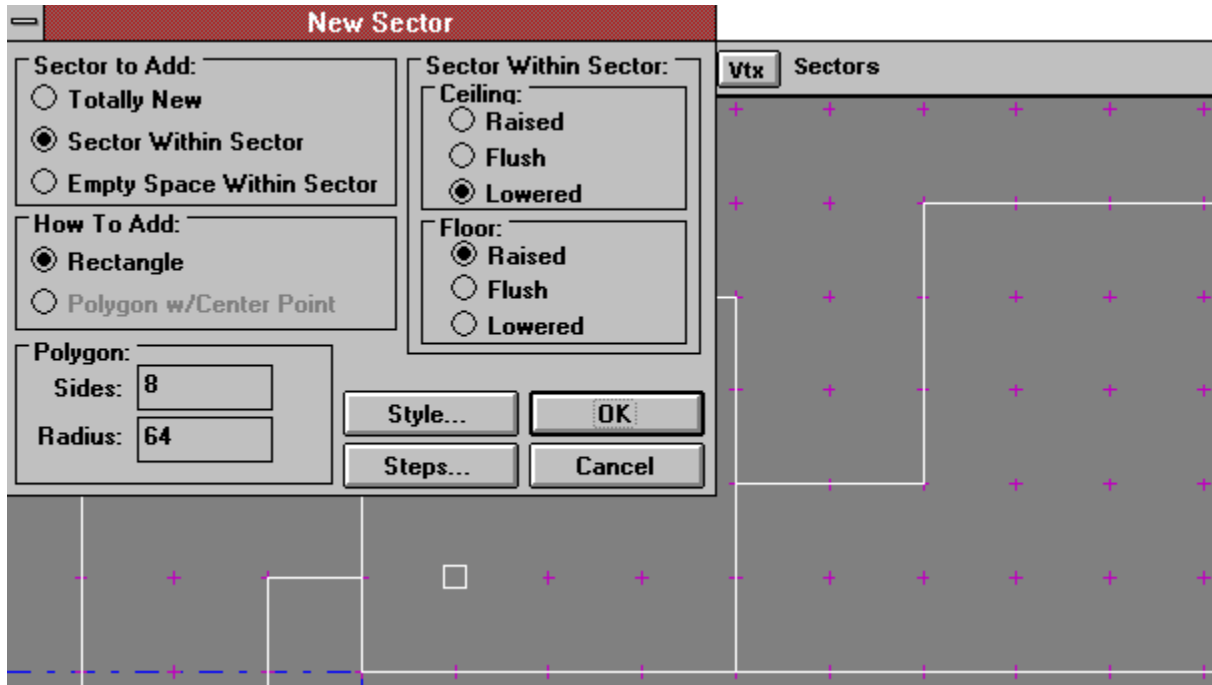 New Sector
Sector to Add:
Totally New
Sector Within Sector
Empty Space Within Sector
How To Add:
Rectangle
Polygon w/Center Point
Polygon:
Sides: 8
Radius: 64
Sector Within Sector:
Ceiling:
Raised
Flush
Lowered
Floor:
Raised
Flush
Lowered
Style...
OK
Steps...
Cancel
Vtx Sectors